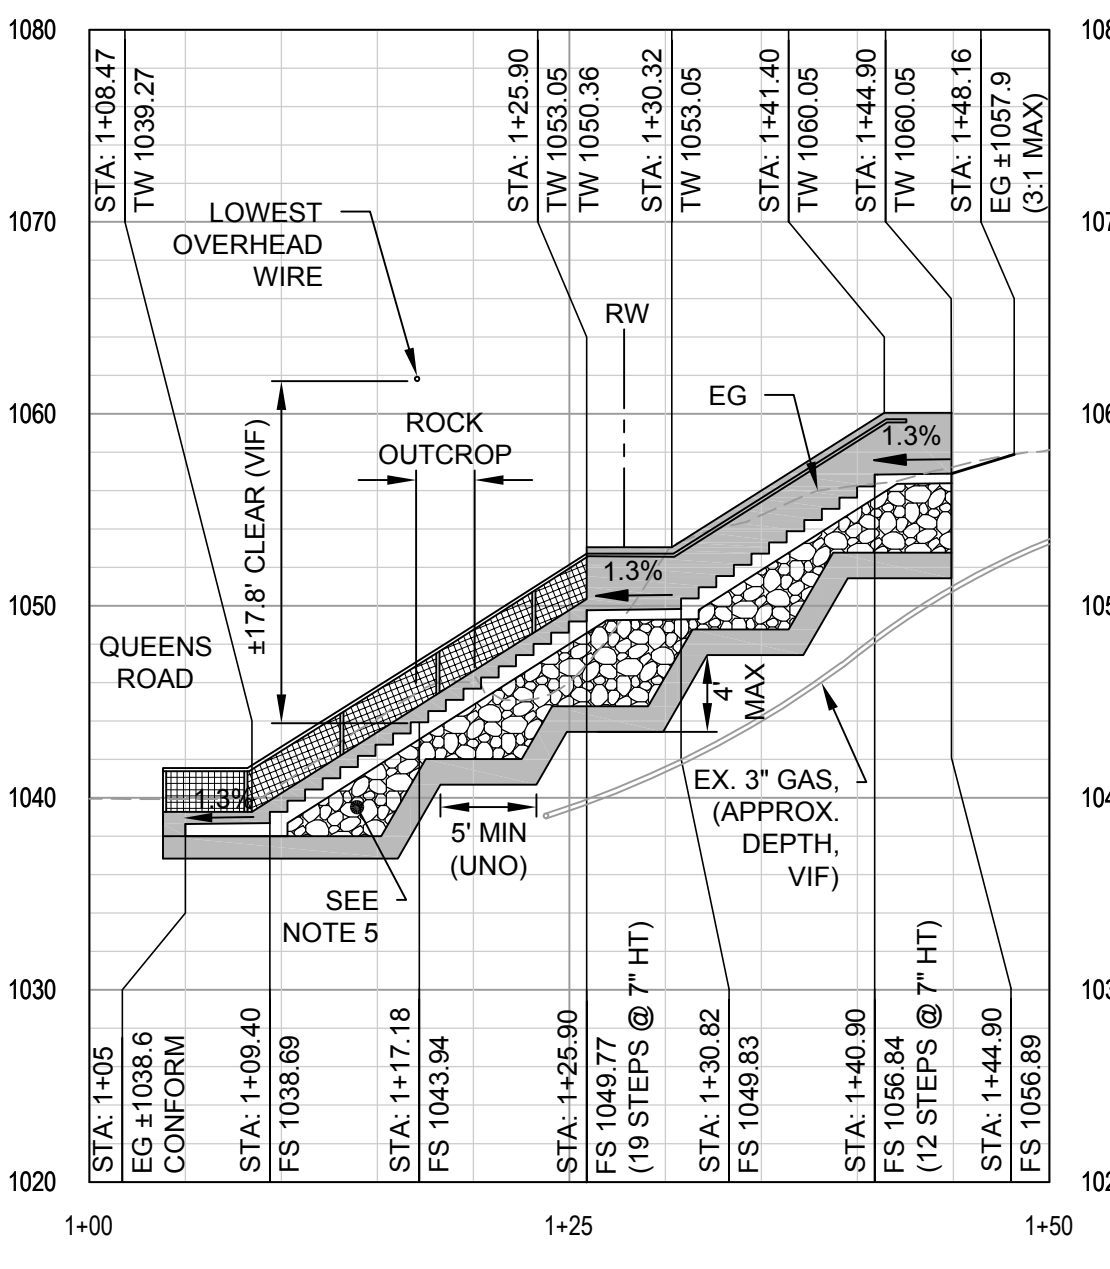 1080
1070
1060
1050
1040
1030
1020
108
107
106
105
104
103
102
STA: 1+08.47
TW 1039.27
STA: 1+25.90
TW 1053.05
TW 1050.36
STA: 1+30.32
TW 1053.05
STA: 1+41.40
TW 1060.05
STA: 1+44.90
TW 1060.05
STA: 1+48.16
EG ±1057.9
(3:1 MAX)
LOWEST
OVERHEAD
WIRE
RW
EG
ROCK
OUTCROP
±17.8' CLEAR (VIF)
1.3%
1.3%
1.3%
QUEENS
ROAD
4'
MAX
5' MIN
(UNO)
EX. 3" GAS,
(APPROX.
DEPTH,
VIF)
SEE
NOTE 5
STA: 1+05
EG ±1038.6
CONFORM
STA: 1+09.40
FS 1038.69
STA: 1+17.18
FS 1043.94
STA: 1+25.90
FS 1049.77
(19 STEPS @ 7" HT)
STA: 1+30.82
FS 1049.83
STA: 1+40.90
FS 1056.84
(12 STEPS @ 7" HT)
STA: 1+44.90
FS 1056.89
1+00
1+25
1+50